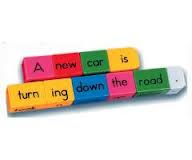 A new car is
turn ing down the road